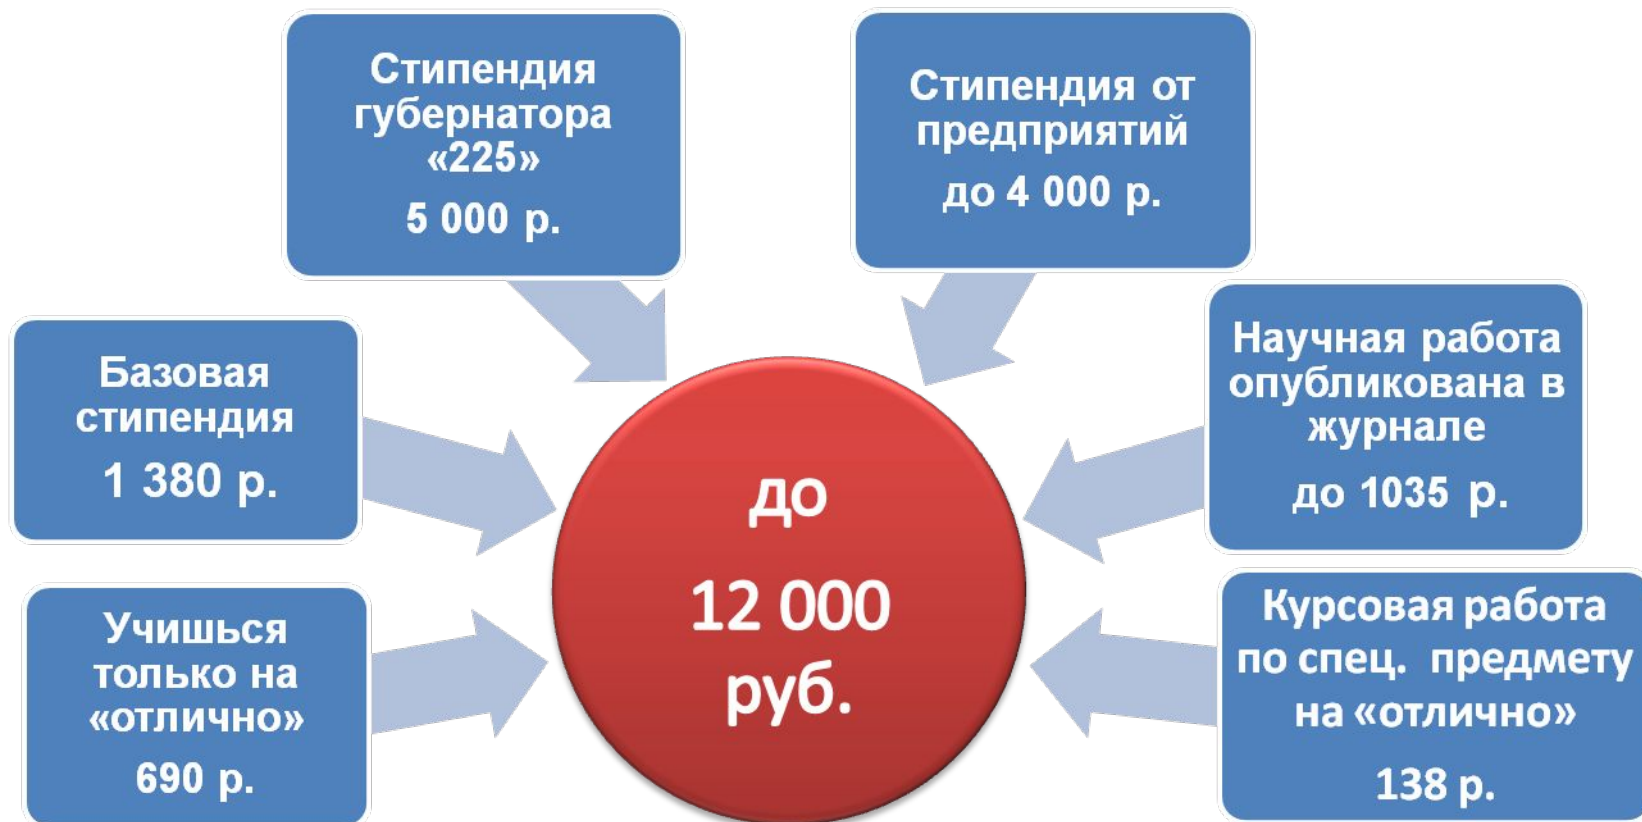 Стипендия
губернатора
«225»
5 000 р.
Стипендия от
предприятий
до 4 000 р.
Базовая
стипендия
1 380 р.
Научная работа
опубликована в
журнале
до 1035 р.
Учишься
только на
«отлично»
690 р.
до
12 000
руб.
Курсовая работа
по спец. предмету
на «отлично»
138 р.